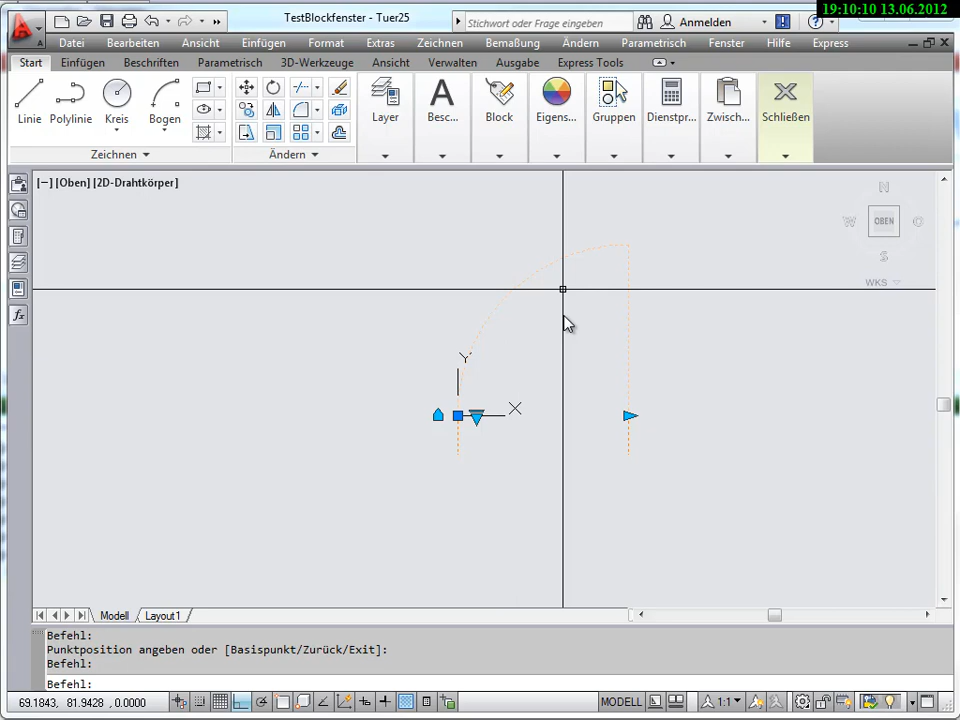 19:10:10 13.06.2012
TestBlockfenster - Tuer25
Stichwort oder Frage eingeben
Anmelden
Datei Bearbeiten Ansicht Einfügen Format Extras Zeichnen Bemaßung Ändern Parametrisch Fenster Hilfe Express
Start Einfügen Beschriften Parametrisch 3D-Werkzeuge Ansicht Verwalten Ausgabe Express Tools
Linie Polylinie Kreis Bogen Layer Besc... Block Eigens... Gruppen Dienstpr... Zwisch... Schließen
Zeichnen Ändern
[−] [Oben] [2D-Drahtkörper]
N
W OBEN O
S
WKS
Y
X
Modell Layout1
Befehl:
Punktposition angeben oder [Basispunkt/Zurück/Exit]:
Befehl:
Befehl:
69.1843, 81.9428, 0.0000 MODELL 1:1